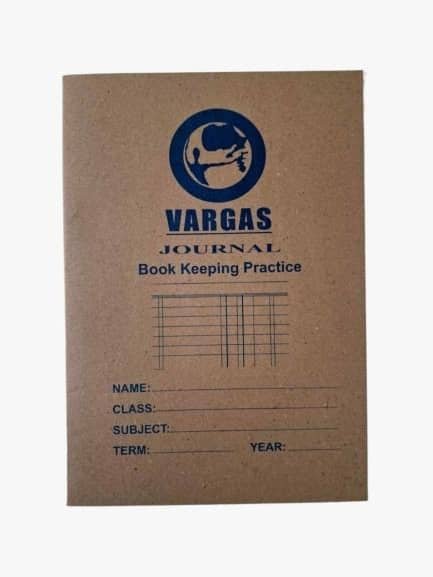 VARGAS
JOURNAL
Book Keeping Practice
NAME:
CLASS:
SUBJECT:
TERM: YEAR: